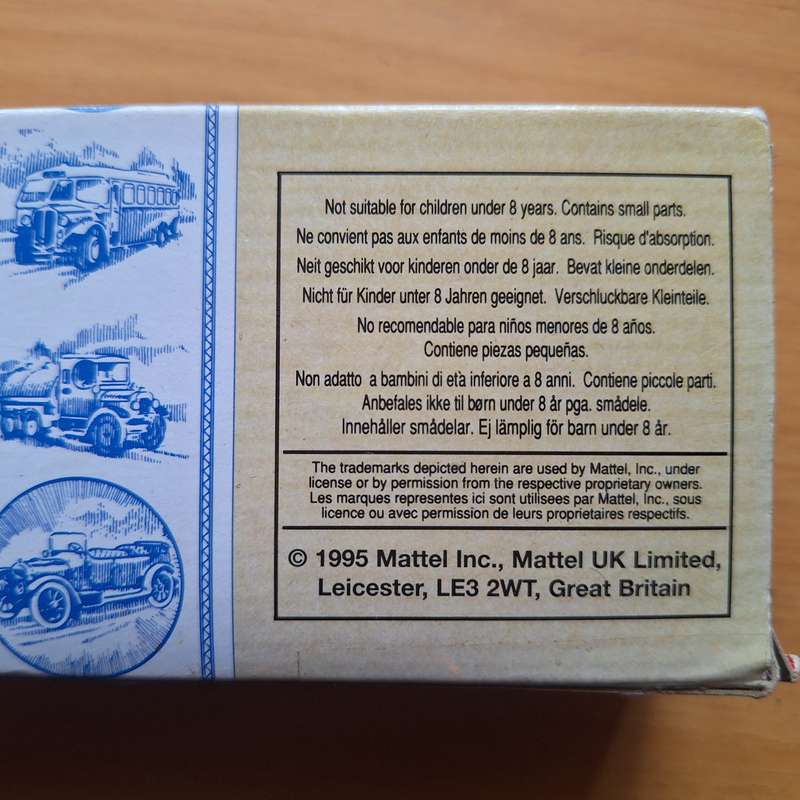 Not suitable for children under 8 years. Contains small parts.
Ne convient pas aux enfants de moins de 8 ans. Risque d'absorption.
Neit geschikt voor kinderen onder de 8 jaar. Bevat kleine onderdelen.
Nicht für Kinder unter 8 Jahren geeignet. Verschluckbare Kleinteile.
No recomendable para niños menores de 8 años.
Contiene piezas pequeñas.
Non adatto a bambini di età inferiore a 8 anni. Contiene piccole parti.
Anbefales ikke til børn under 8 år pga. smådele.
Innehåller smådelar. Ej lämplig för barn under 8 år.
The trademarks depicted herein are used by Mattel, Inc., under
license or by permission from the respective proprietary owners.
Les marques representes ici sont utilisees par Mattel, Inc., sous
licence ou avec permission de leurs proprietaires respectifs.
© 1995 Mattel Inc., Mattel UK Limited,
Leicester, LE3 2WT, Great Britain